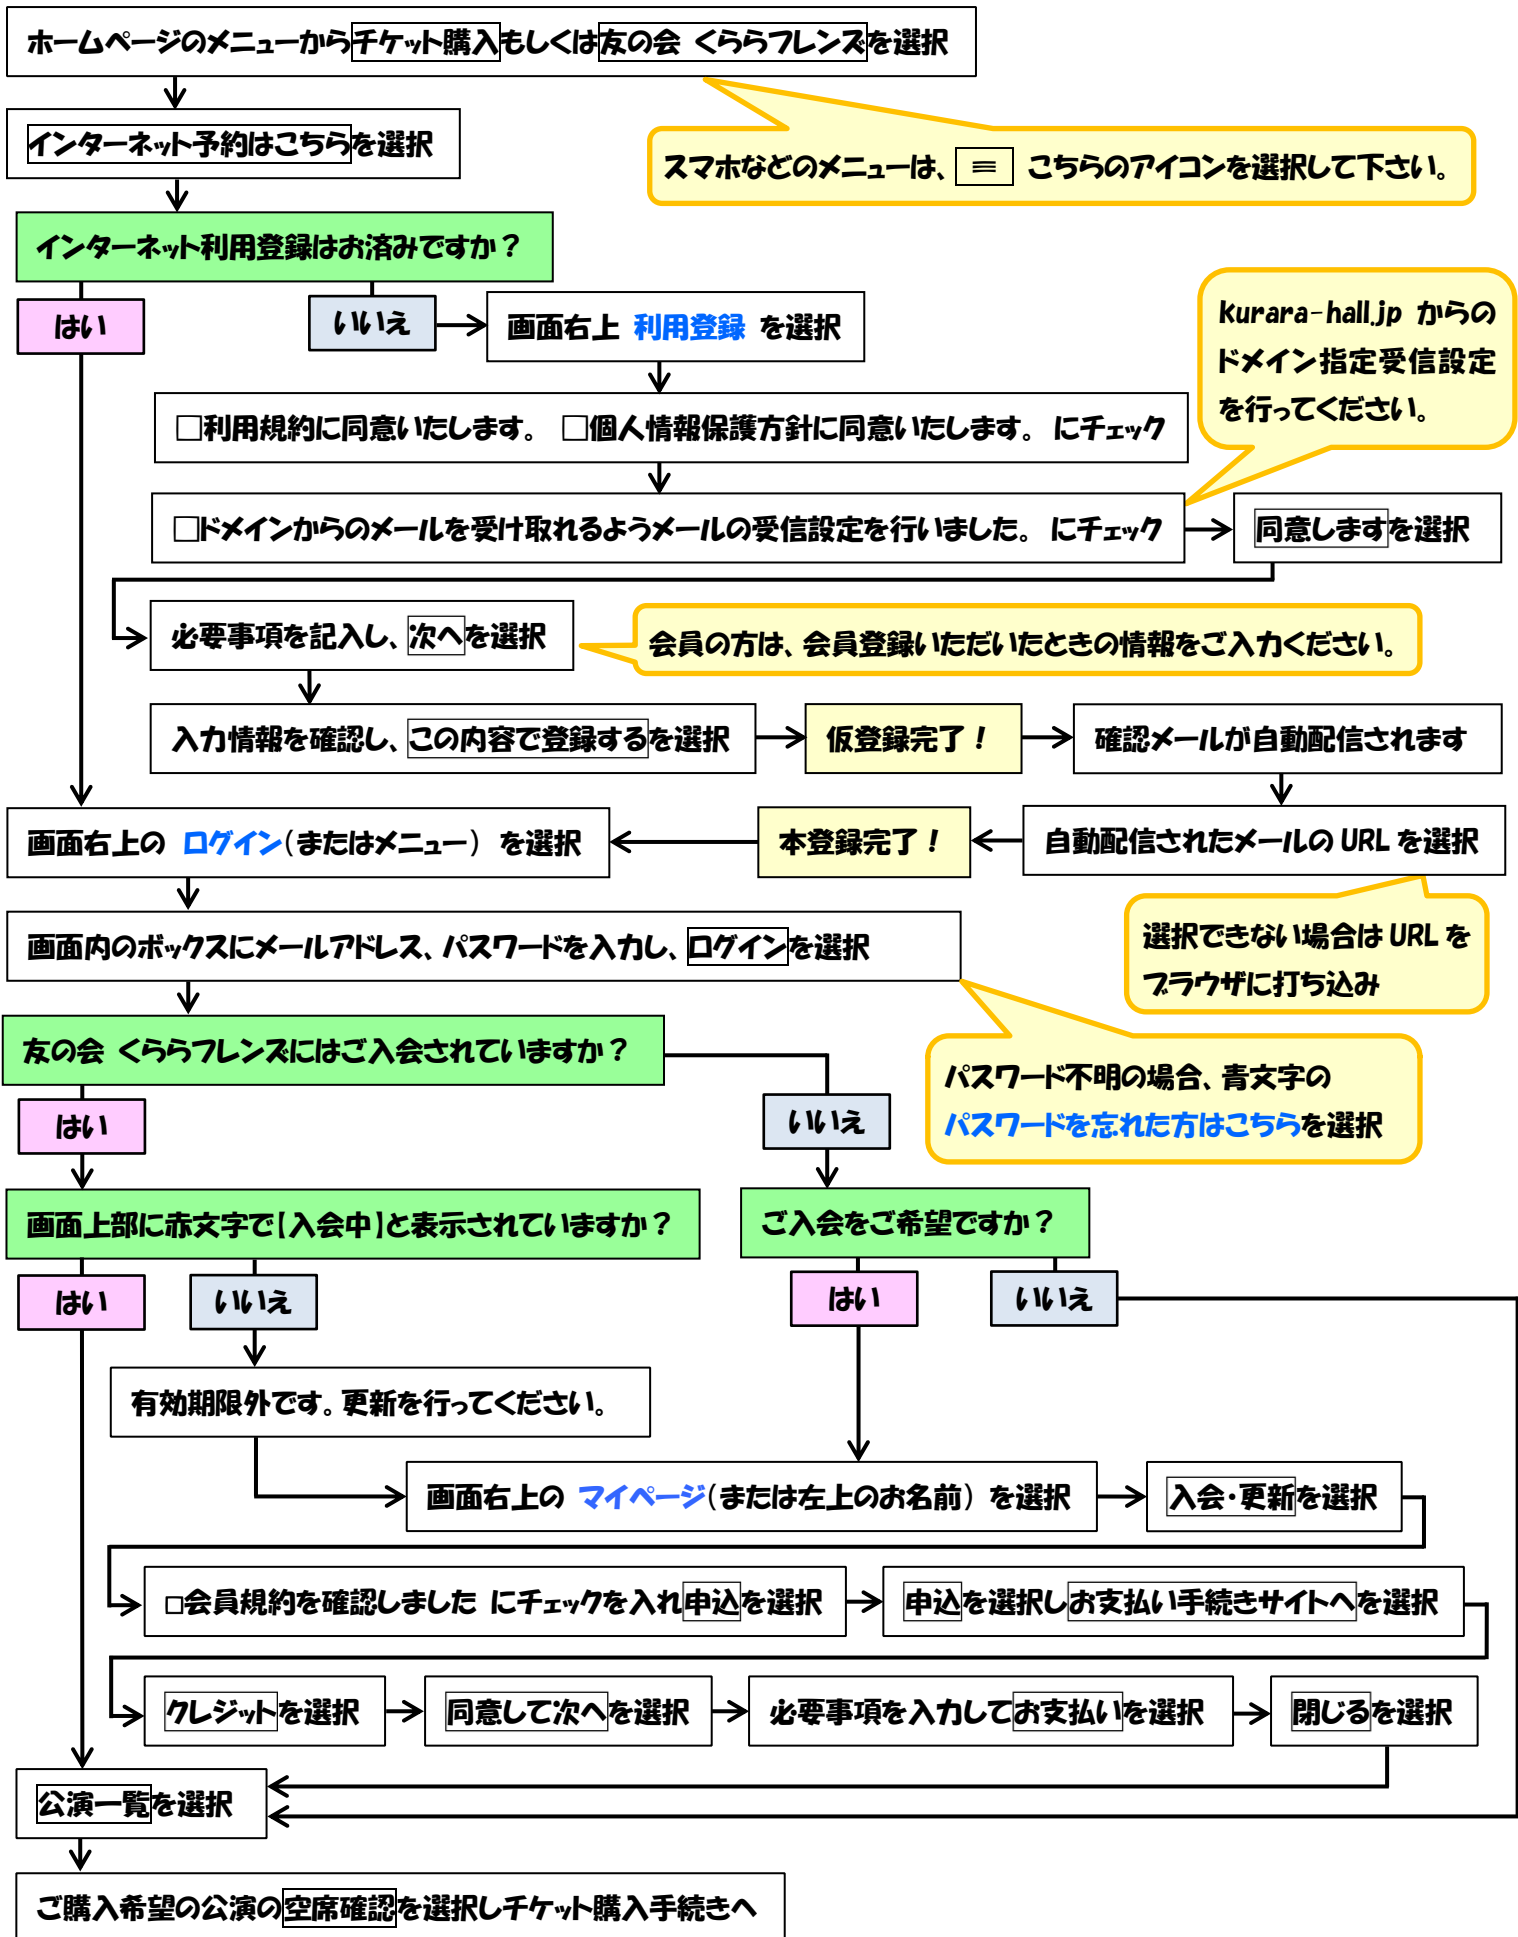 ホームページのメニューからチケット購入もしくは友の会 くららフレンズを選択
インターネット予約はこちらを選択
スマホなどのメニューは、 ≡ こちらのアイコンを選択して下さい。
インターネット利用登録はお済みですか？
はい
いいえ
画面右上 利用登録 を選択
kurara-hall.jp からの
ドメイン指定受信設定
を行ってください。
□利用規約に同意いたします。 □個人情報保護方針に同意いたします。 にチェック
□ドメインからのメールを受け取れるようメールの受信設定を行いました。 にチェック
同意しますを選択
必要事項を記入し、次へを選択
会員の方は、会員登録いただいたときの情報をご入力ください。
入力情報を確認し、この内容で登録するを選択
仮登録完了！
確認メールが自動配信されます
画面右上の ログイン(またはメニュー) を選択
本登録完了！
自動配信されたメールの URL を選択
選択できない場合は URL を
ブラウザに打ち込み
画面内のボックスにメールアドレス、パスワードを入力し、ログインを選択
パスワード不明の場合、青文字の
パスワードを忘れた方はこちらを選択
友の会 くららフレンズにはご入会されていますか？
はい
いいえ
画面上部に赤文字で【入会中】と表示されていますか？
ご入会をご希望ですか？
はい
いいえ
はい
いいえ
有効期限外です。更新を行ってください。
画面右上の マイページ(または左上のお名前) を選択
入会・更新を選択
□会員規約を確認しました にチェックを入れ申込を選択
申込を選択しお支払い手続きサイトへを選択
クレジットを選択
同意して次へを選択
必要事項を入力してお支払いを選択
閉じるを選択
公演一覧を選択
ご購入希望の公演の空席確認を選択しチケット購入手続きへ